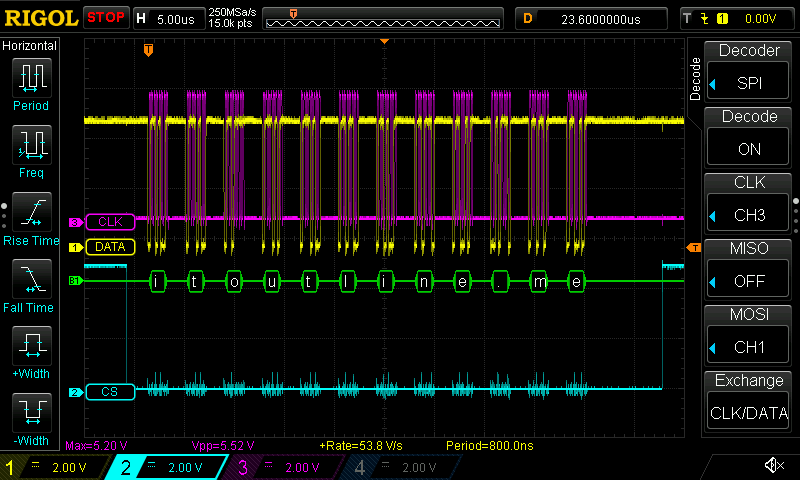 RIGOL STOP H 5.00us 250MSa/s 15.0k pts D 23.6000000us T 1 0.00V
Horizontal
Period
Freq
Rise Time
Fall Time
+Width
-Width
T
3 CLK
1 DATA
B1 i t o u t l i n e . m e
2 CS
T
Max=5.20 V Vpp=5.52 V +Rate=53.8 V/s Period=800.0ns
Decode
Decoder
SPI
Decode
ON
CLK
CH3
MISO
OFF
MOSI
CH1
Exchange
CLK/DATA
1 2.00 V 2 2.00 V 3 2.00 V 4 2.00 V